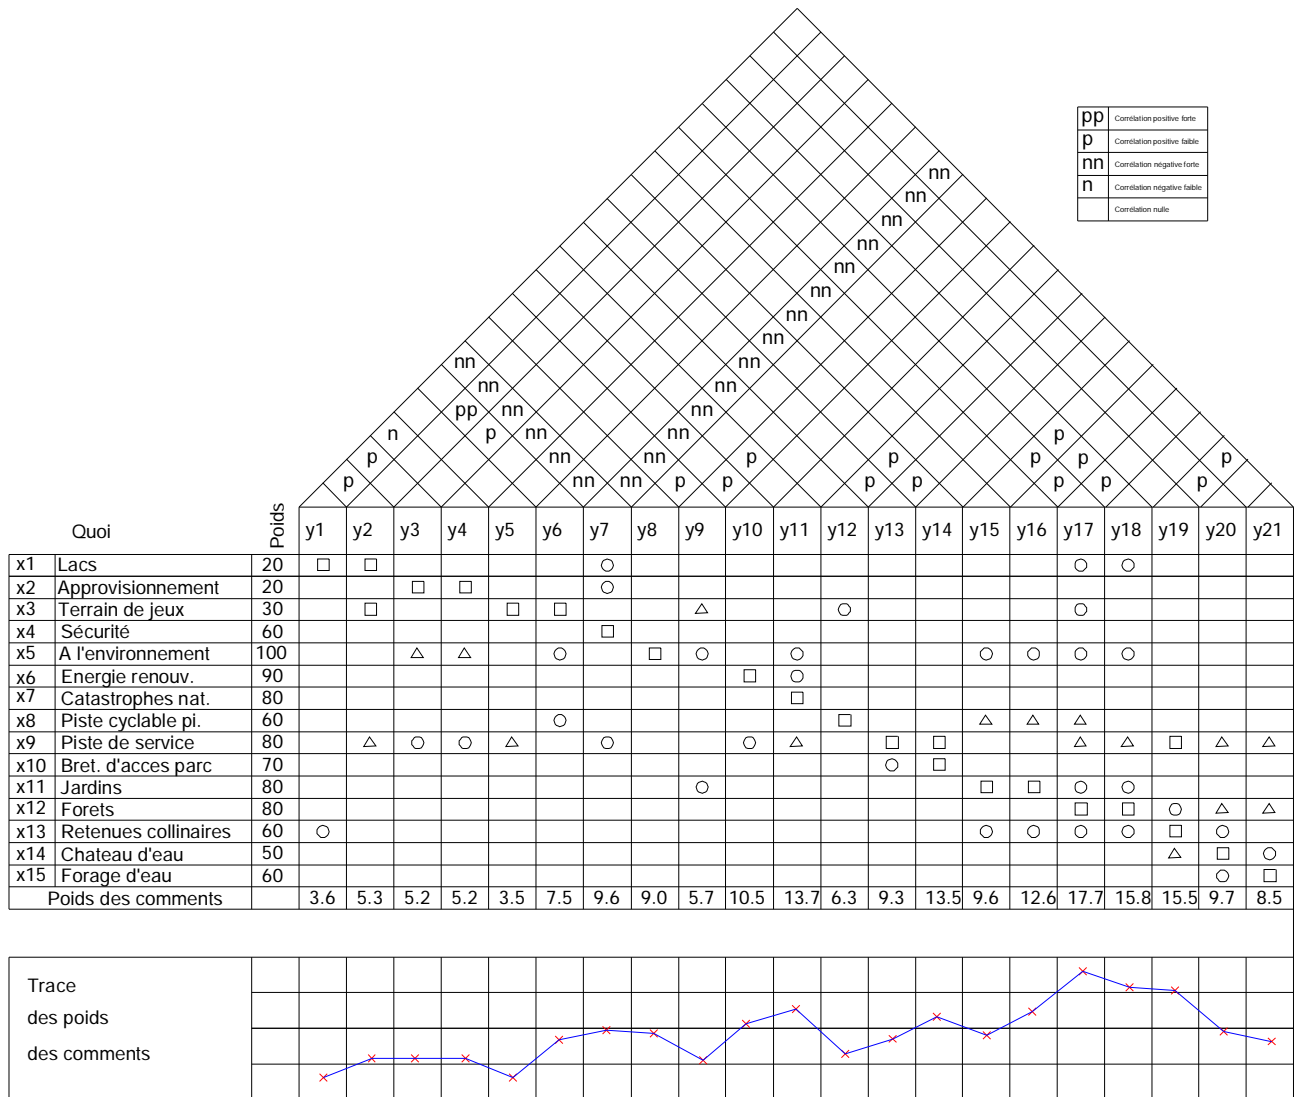 pp Corrélation positive forte
p Corrélation positive faible
nn Corrélation négative forte
n Corrélation négative faible
Corrélation nulle
nn
nn
nn
nn
nn
nn
nn
nn
nn
nn nn
nn nn
pp nn nn
n p nn nn p
p nn nn p p p p p
p nn nn p p p p p p p
Quoi Poids y1 y2 y3 y4 y5 y6 y7 y8 y9 y10 y11 y12 y13 y14 y15 y16 y17 y18 y19 y20 y21
x1 Lacs 20
x2 Approvisionnement 20
x3 Terrain de jeux 30
x4 Sécurité 60
x5 A l'environnement 100
x6 Energie renouv. 90
x7 Catastrophes nat. 80
x8 Piste cyclable pi. 60
x9 Piste de service 80
x10 Bret. d'acces parc 70
x11 Jardins 80
x12 Forets 80
x13 Retenues collinaires 60
x14 Chateau d'eau 50
x15 Forage d'eau 60
Poids des comments 3.6 5.3 5.2 5.2 3.5 7.5 9.6 9.0 5.7 10.5 13.7 6.3 9.3 13.5 9.6 12.6 17.7 15.8 15.5 9.7 8.5
Trace
des poids
des comments